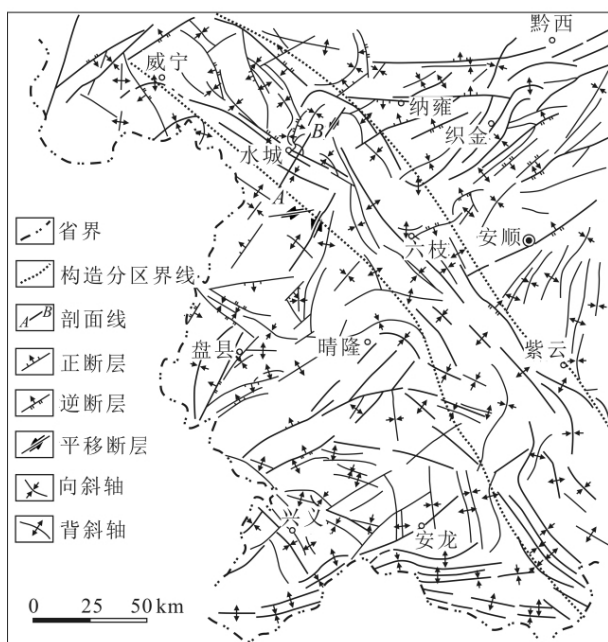 黔西
威宁
纳雍
织金
B
水城
A
安顺
六枝
紫云
盘县
晴隆
兴义
安龙
省界
构造分区界线
A B 剖面线
正断层
逆断层
平移断层
向斜轴
背斜轴
0 25 50 km